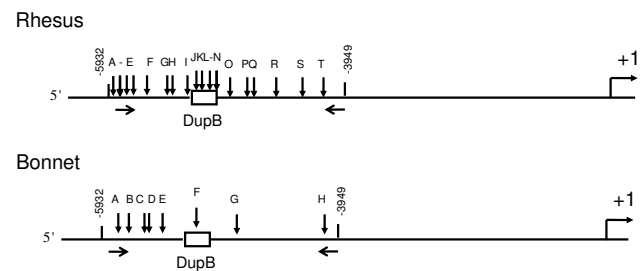 Rhesus
-5932 A - E F GH I JKL-N O PQ R S T -3949 +1
5'
DupB
Bonnet
-5932 A B C D E F G H -3949 +1
5'
DupB